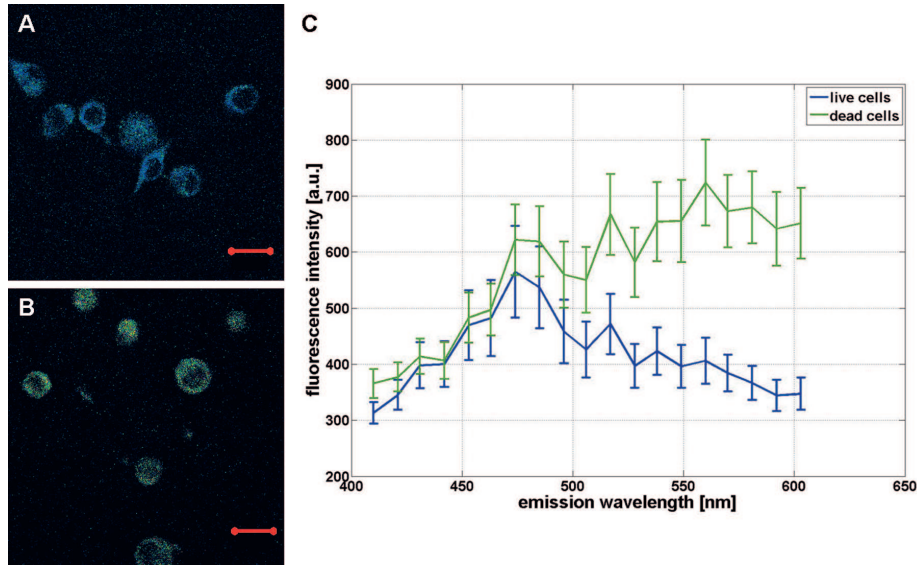 A
B
C
live cells
dead cells
fluorescence intensity [a.u.]
900
800
700
600
500
400
300
200
400
450
500
550
600
650
emission wavelength [nm]